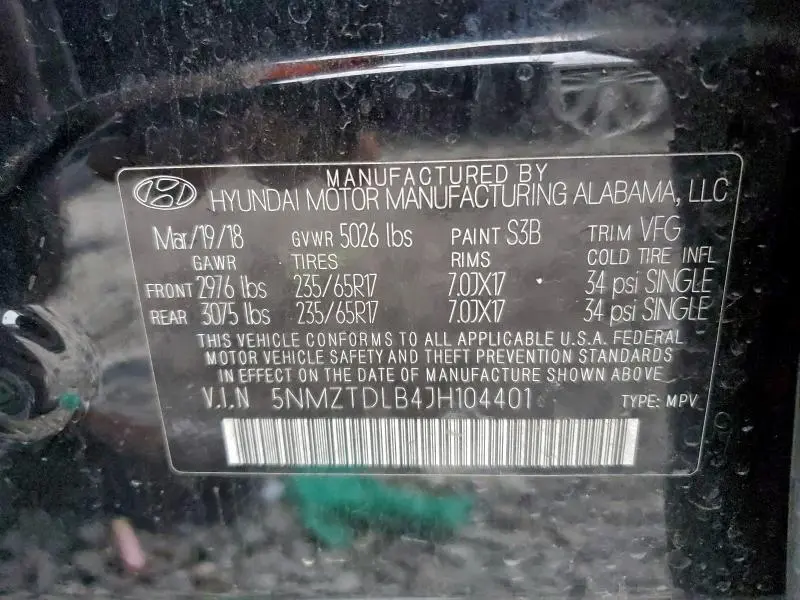 MANUFACTURED BY
HYUNDAI MOTOR MANUFACTURING ALABAMA, LLC
Mar/19/18 GVWR 5026 lbs PAINT S3B TRIM VFG
GAWR TIRES RIMS COLD TIRE INFL
FRONT 2976 lbs 235/65R17 7.0JX17 34 psi SINGLE
REAR 3075 lbs 235/65R17 7.0JX17 34 psi SINGLE
THIS VEHICLE CONFORMS TO ALL APPLICABLE U.S.A. FEDERAL
MOTOR VEHICLE SAFETY AND THEFT PREVENTION STANDARDS
IN EFFECT ON THE DATE OF MANUFACTURE SHOWN ABOVE
V.I.N 5NMZTDLB4JH104401 TYPE: MPV